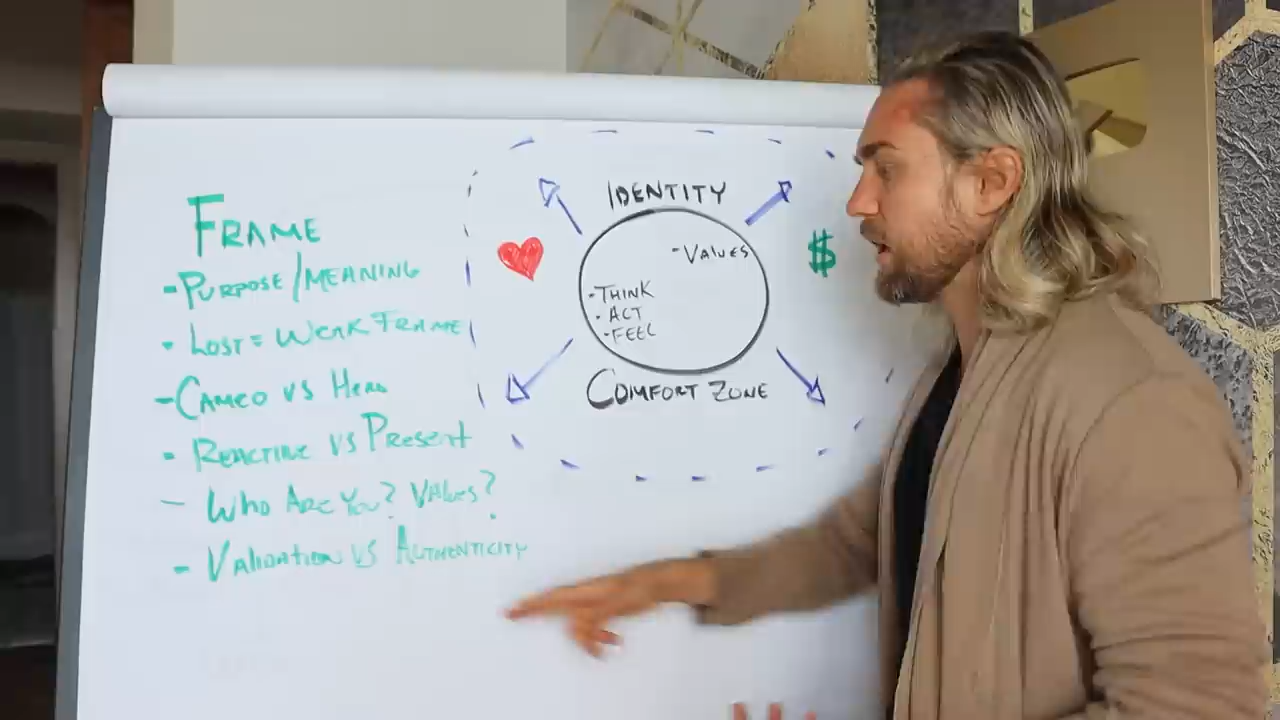 FRAME
- PURPOSE/MEANING
- LOST = WEAK FRAME
- CAMEO VS HERO
- REACTIVE VS PRESENT
- WHO ARE YOU? VALUES?
- VALIDATION VS AUTHENTICITY
IDENTITY
- VALUES
- THINK
- ACT
- FEEL
COMFORT ZONE
$